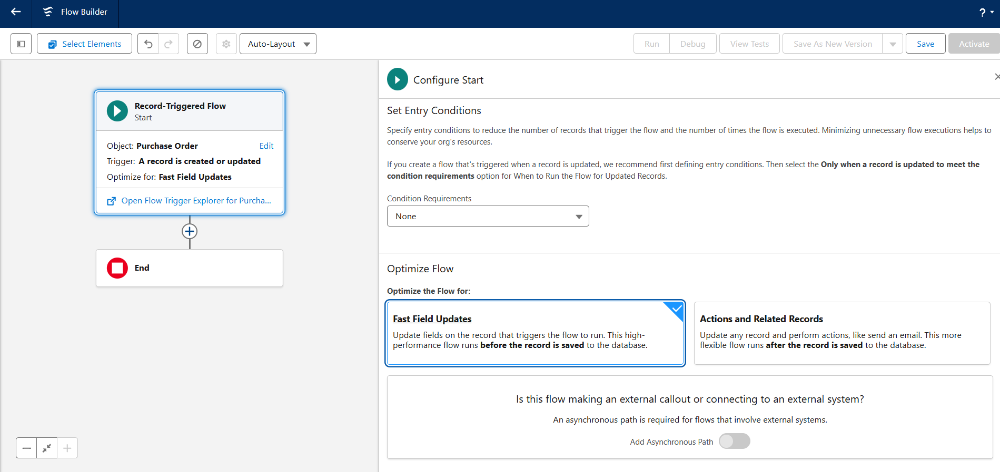 Flow Builder
?
Select Elements
Auto-Layout
Run
Debug
View Tests
Save As New Version
Save
Activate
Record-Triggered Flow
Start
Object: Purchase Order
Edit
Trigger: A record is created or updated
Optimize for: Fast Field Updates
Open Flow Trigger Explorer for Purcha...
End
Configure Start
Set Entry Conditions
Specify entry conditions to reduce the number of records that trigger the flow and the number of times the flow is executed. Minimizing unnecessary flow executions helps to
conserve your org's resources.
If you create a flow that's triggered when a record is updated, we recommend first defining entry conditions. Then select the Only when a record is updated to meet the
condition requirements option for When to Run the Flow for Updated Records.
Condition Requirements
None
Optimize Flow
Optimize the Flow for:
Fast Field Updates
Update fields on the record that triggers the flow to run. This high-
performance flow runs before the record is saved to the database.
Actions and Related Records
Update any record and perform actions, like send an email. This more
flexible flow runs after the record is saved to the database.
Is this flow making an external callout or connecting to an external system?
An asynchronous path is required for flows that involve external systems.
Add Asynchronous Path